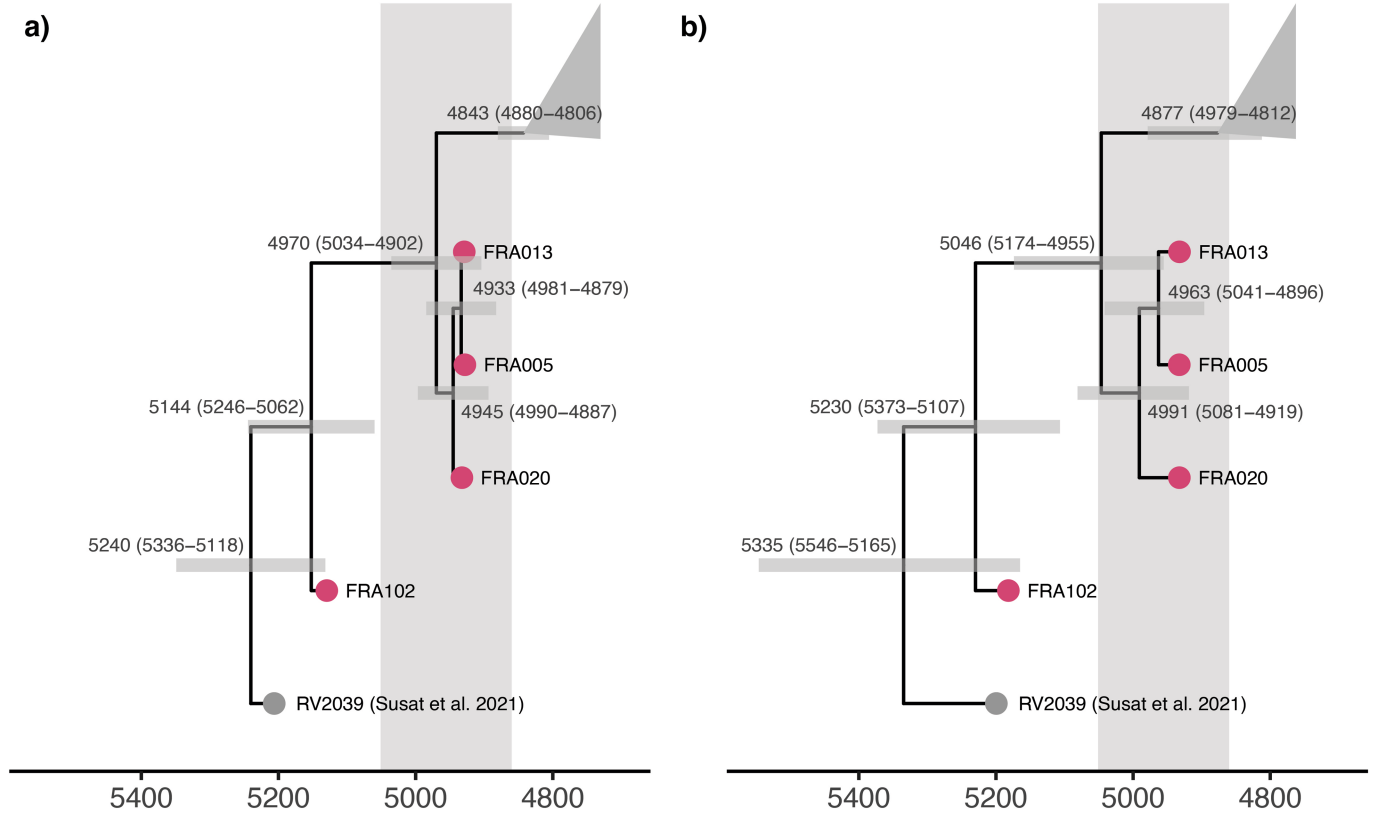 a)
4843 (4880–4806)
FRA013
4970 (5034–4902)
4933 (4981–4879)
FRA005
5144 (5246–5062)
4945 (4990–4887)
FRA020
5240 (5336–5118)
FRA102
RV2039 (Susat et al. 2021)
5400 5200 5000 4800
b)
4877 (4979–4812)
FRA013
5046 (5174–4955)
4963 (5041–4896)
FRA005
5230 (5373–5107)
4991 (5081–4919)
FRA020
5335 (5546–5165)
FRA102
RV2039 (Susat et al. 2021)
5400 5200 5000 4800